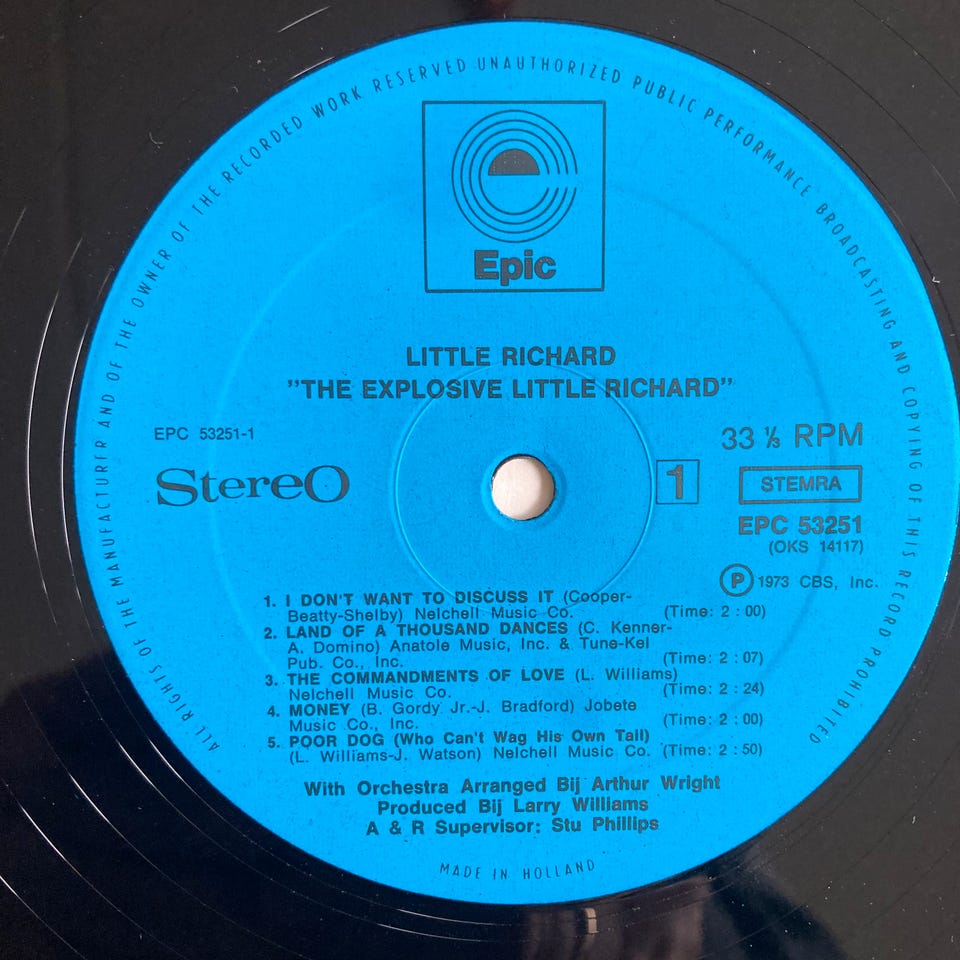 ALL RIGHTS OF THE MANUFACTURER AND OF THE OWNER OF THE RECORDED WORK RESERVED UNAUTHORIZED PUBLIC PERFORMANCE BROADCASTING AND COPYING OF THIS RECORD PROHIBITED
e
Epic
LITTLE RICHARD
"THE EXPLOSIVE LITTLE RICHARD"
EPC 53251-1
33 ⅓ RPM
Stereo
1
STEMRA
EPC 53251
(OKS 14117)
℗ 1973 CBS, Inc.
1. I DON'T WANT TO DISCUSS IT (Cooper-
Beatty-Shelby) Nelchell Music Co. (Time: 2 : 00)
2. LAND OF A THOUSAND DANCES (C. Kenner-
A. Domino) Anatole Music, Inc. & Tune-Kel
Pub. Co., Inc. (Time: 2 : 07)
3. THE COMMANDMENTS OF LOVE (L. Williams)
Nelchell Music Co. (Time: 2 : 24)
4. MONEY (B. Gordy Jr.-J. Bradford) Jobete
Music Co., Inc. (Time: 2 : 00)
5. POOR DOG (Who Can't Wag His Own Tail)
(L. Williams-J. Watson) Nelchell Music Co. (Time: 2 : 50)
With Orchestra Arranged Bij Arthur Wright
Produced Bij Larry Williams
A & R Supervisor: Stu Phillips
MADE IN HOLLAND